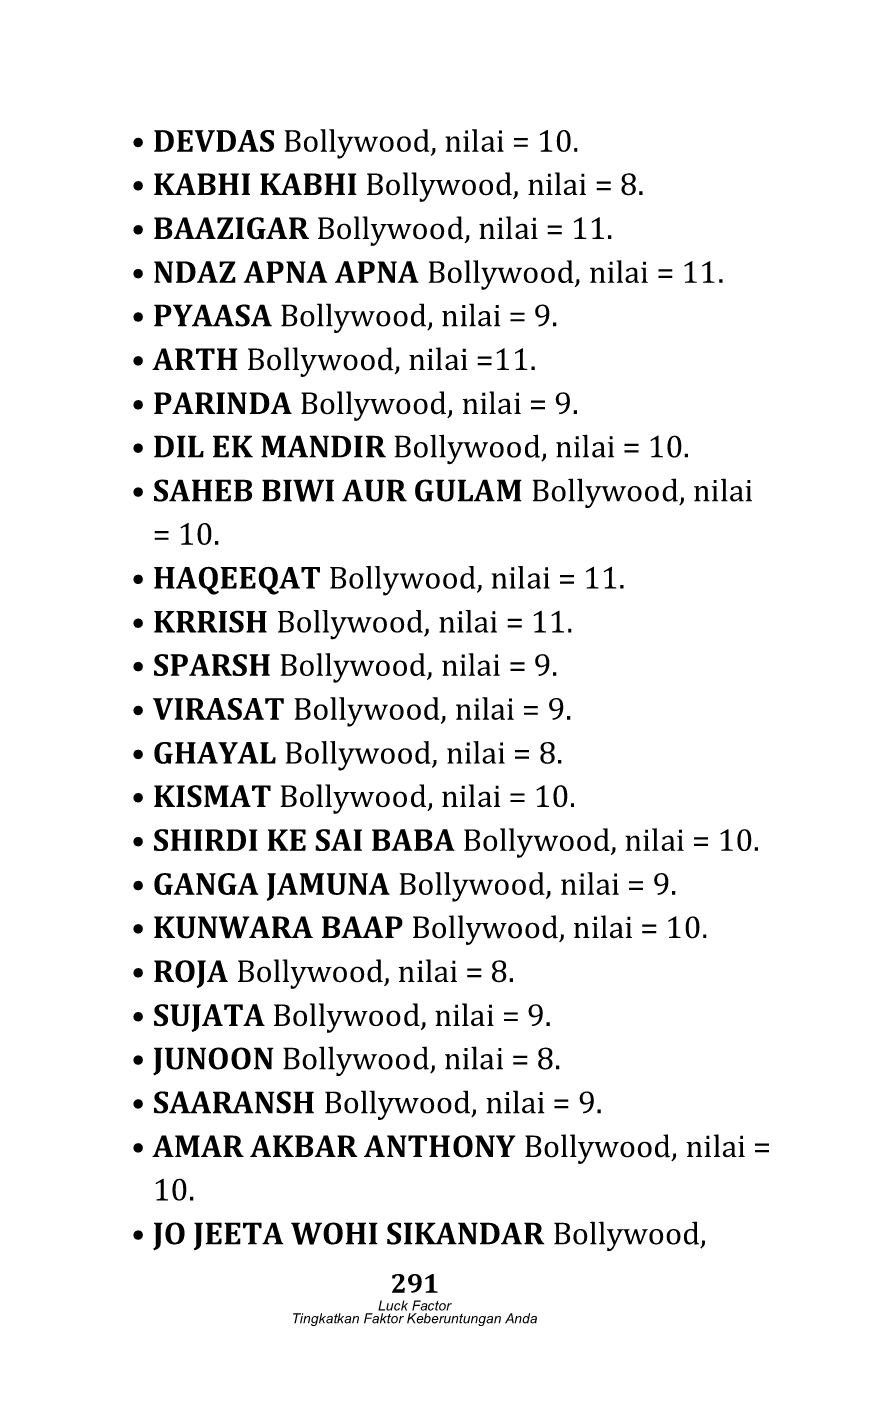 • DEVDAS Bollywood, nilai = 10.
• KABHI KABHI Bollywood, nilai = 8.
• BAAZIGAR Bollywood, nilai = 11.
• NDAZ APNA APNA Bollywood, nilai = 11.
• PYAASA Bollywood, nilai = 9.
• ARTH Bollywood, nilai =11.
• PARINDA Bollywood, nilai = 9.
• DIL EK MANDIR Bollywood, nilai = 10.
• SAHEB BIWI AUR GULAM Bollywood, nilai
= 10.
• HAQEEQAT Bollywood, nilai = 11.
• KRRISH Bollywood, nilai = 11.
• SPARSH Bollywood, nilai = 9.
• VIRASAT Bollywood, nilai = 9.
• GHAYAL Bollywood, nilai = 8.
• KISMAT Bollywood, nilai = 10.
• SHIRDI KE SAI BABA Bollywood, nilai = 10.
• GANGA JAMUNA Bollywood, nilai = 9.
• KUNWARA BAAP Bollywood, nilai = 10.
• ROJA Bollywood, nilai = 8.
• SUJATA Bollywood, nilai = 9.
• JUNOON Bollywood, nilai = 8.
• SAARANSH Bollywood, nilai = 9.
• AMAR AKBAR ANTHONY Bollywood, nilai =
10.
• JO JEETA WOHI SIKANDAR Bollywood,
291
Luck Factor
Tingkatkan Faktor Keberuntungan Anda